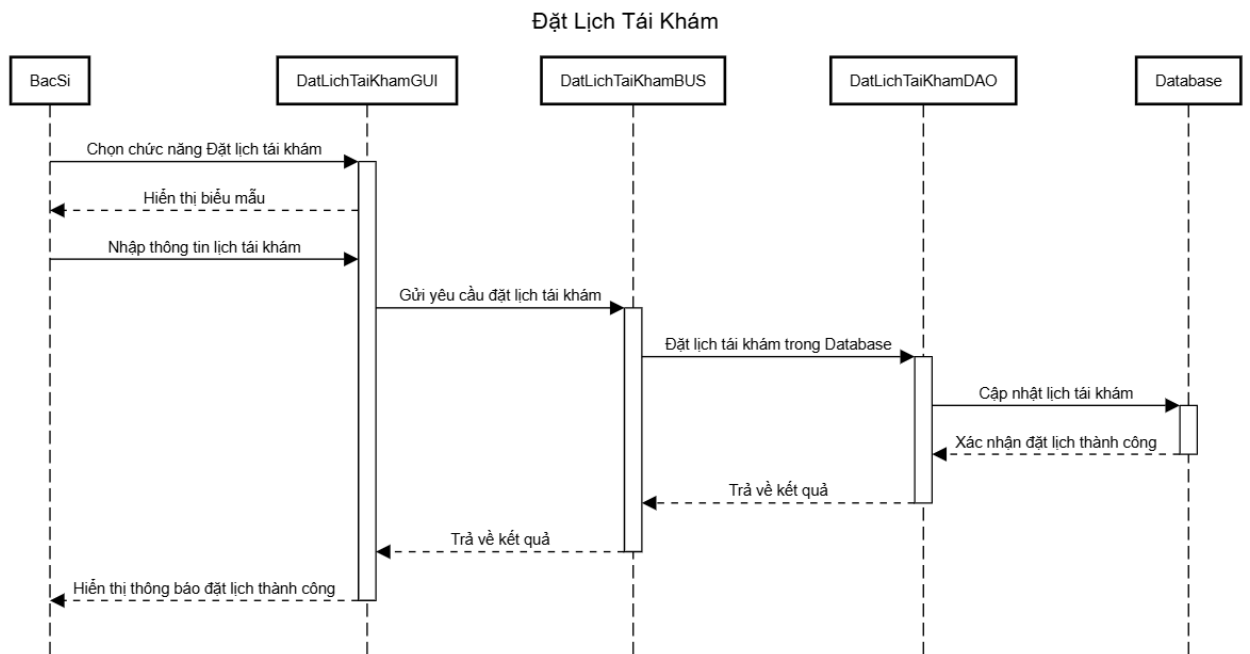 Đặt Lịch Tái Khám
BacSi
DatLichTaiKhamGUI
DatLichTaiKhamBUS
DatLichTaiKhamDAO
Database
Chọn chức năng Đặt lịch tái khám
Hiển thị biểu mẫu
Nhập thông tin lịch tái khám
Gửi yêu cầu đặt lịch tái khám
Đặt lịch tái khám trong Database
Cập nhật lịch tái khám
Xác nhận đặt lịch thành công
Trả về kết quả
Trả về kết quả
Hiển thị thông báo đặt lịch thành công